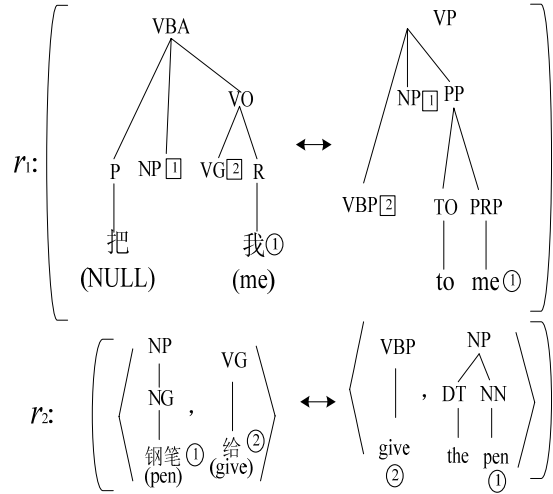 VBA VP
VO NP 1 PP
r1: P NP 1 VG 2 R ↔ VBP 2 TO PRP
把 我① to me①
(NULL) (me)
NP VG VBP NP
r2: NG , ↔ , DT NN
钢笔① 给② give the pen
(pen) (give) ② ①